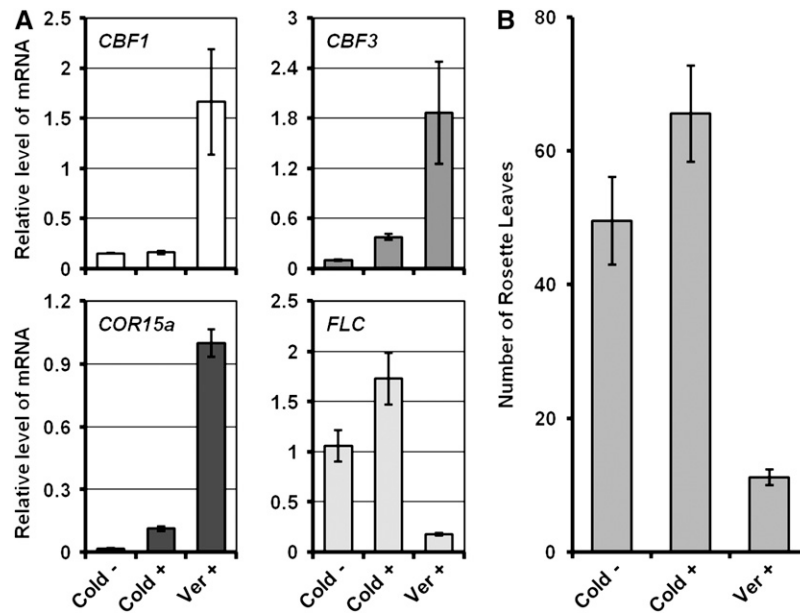 A
B
Relative level of mRNA
2.5
2
1.5
1
0.5
0
CBF1
3
2.4
1.8
1.2
0.6
0
CBF3
Relative level of mRNA
1.2
0.9
0.6
0.3
0
COR15a
Cold -
Cold +
Ver +
2.5
2
1.5
1
0.5
0
FLC
Cold -
Cold +
Ver +
Number of Rosette Leaves
80
60
40
20
0
Cold -
Cold +
Ver +